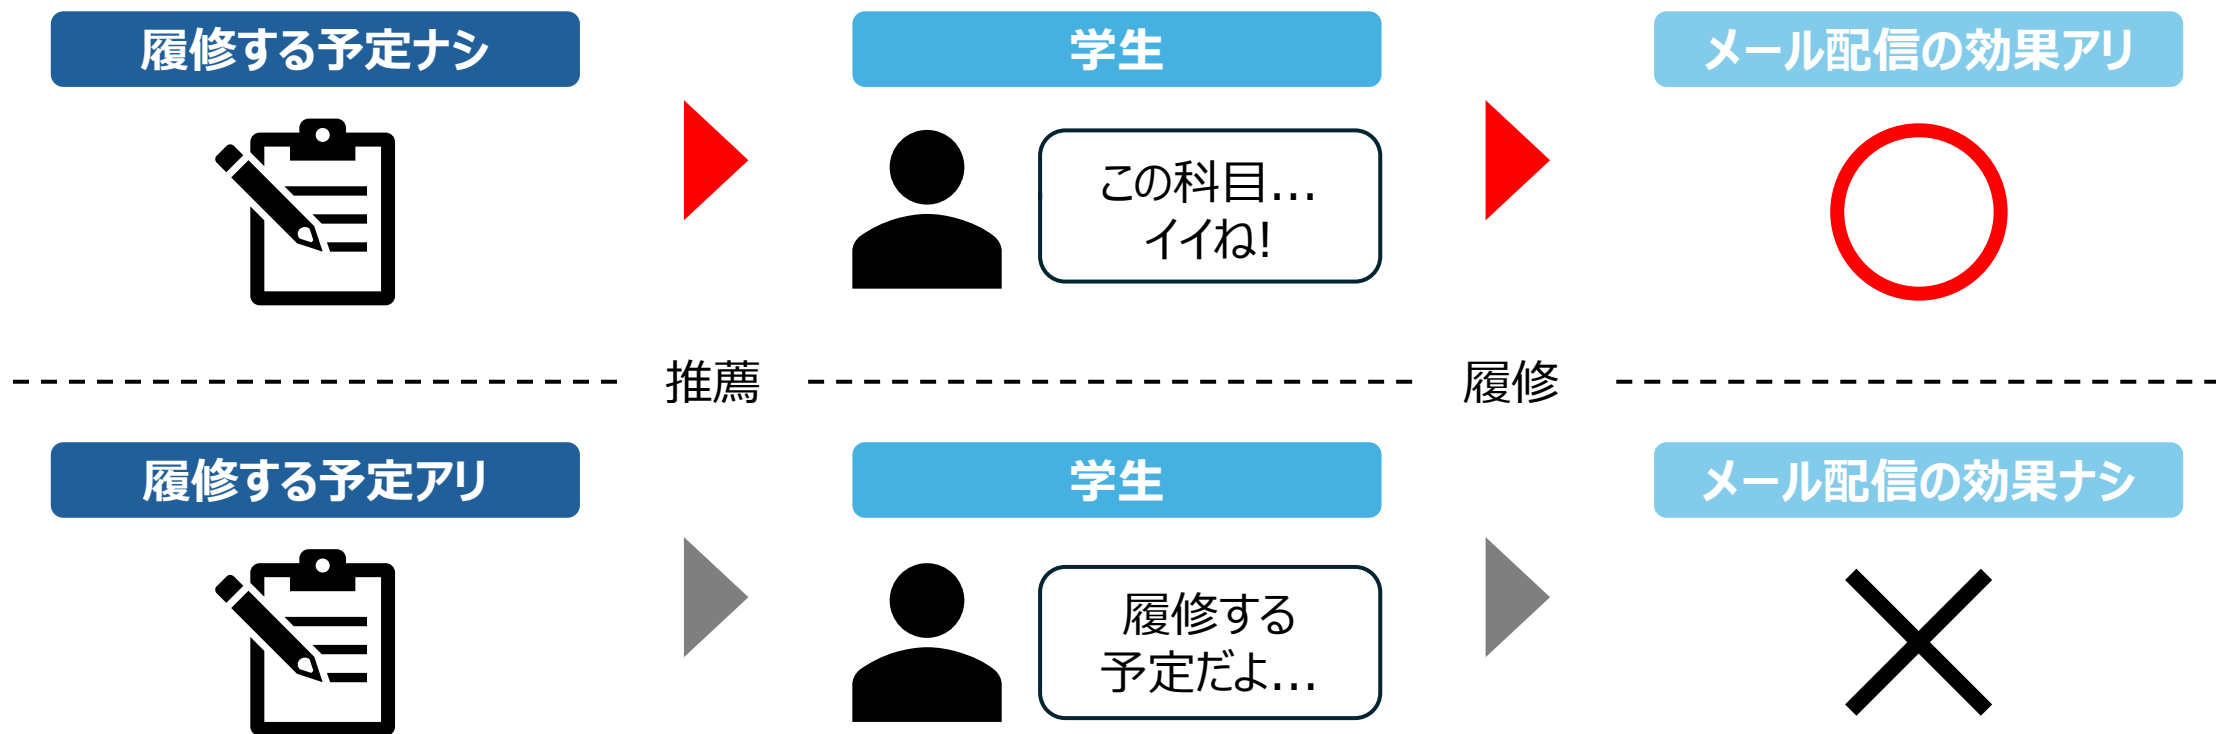 履修する予定ナシ
学生
メール配信の効果アリ
この科目…
イイね!
推薦
履修
履修する予定アリ
学生
メール配信の効果ナシ
履修する
予定だよ…